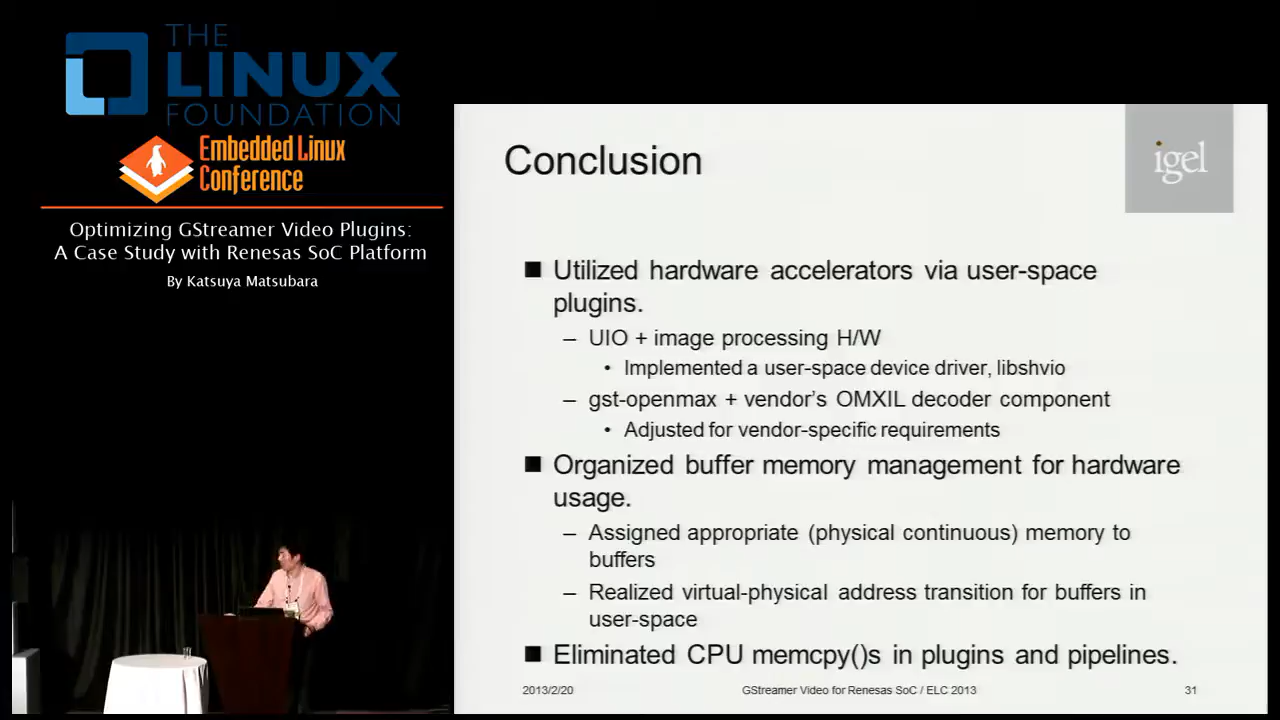 THE
LINUX
FOUNDATION
Embedded Linux
Conference
Optimizing GStreamer Video Plugins:
A Case Study with Renesas SoC Platform
By Katsuya Matsubara
Conclusion
igel
■ Utilized hardware accelerators via user-space
plugins.
– UIO + image processing H/W
• Implemented a user-space device driver, libshvio
– gst-openmax + vendor's OMXIL decoder component
• Adjusted for vendor-specific requirements
■ Organized buffer memory management for hardware
usage.
– Assigned appropriate (physical continuous) memory to
buffers
– Realized virtual-physical address transition for buffers in
user-space
■ Eliminated CPU memcpy()s in plugins and pipelines.
2013/2/20
GStreamer Video for Renesas SoC / ELC 2013
31